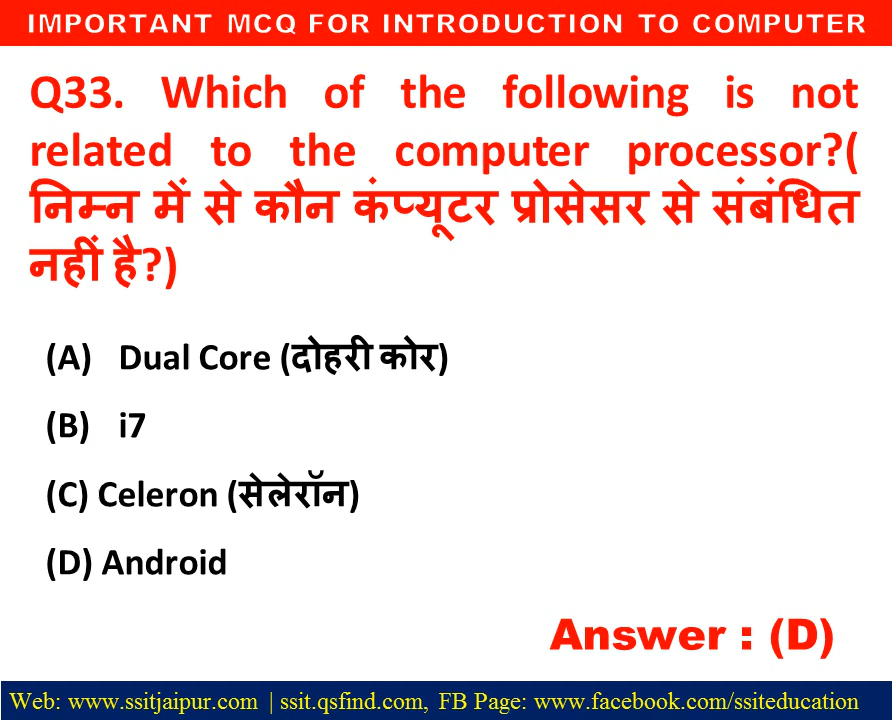 IMPORTANT MCQ FOR INTRODUCTION TO COMPUTER
Q33. Which of the following is not
related to the computer processor?(
निम्न में से कौन कंप्यूटर प्रोसेसर से संबंधित
नहीं है?)
(A) Dual Core (दोहरी कोर)
(B) i7
(C) Celeron (सेलेरॉन)
(D) Android
Answer : (D)
Web: www.ssitjaipur.com | ssit.qsfind.com, FB Page: www.facebook.com/ssiteducation